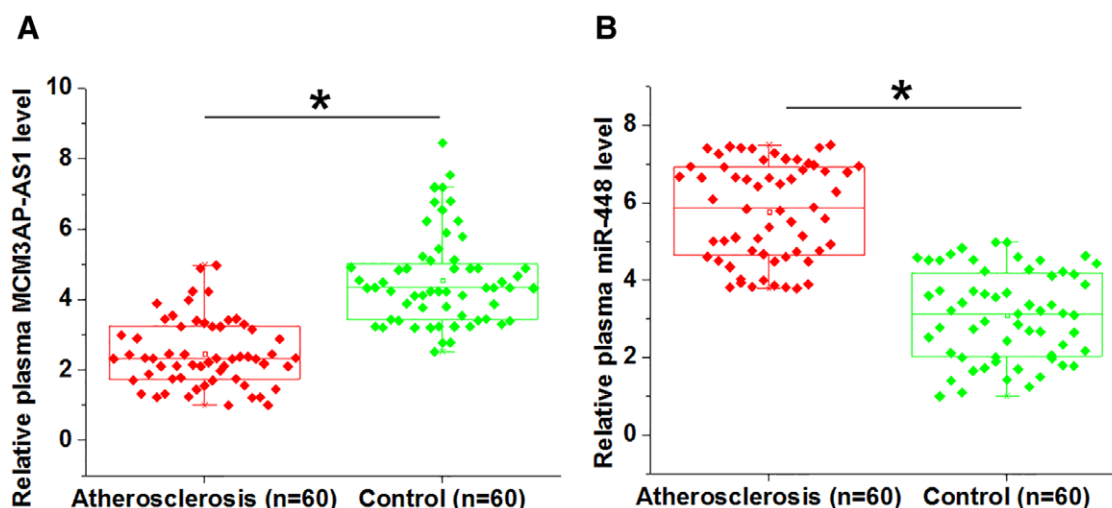 A
Relative plasma MCM3AP-AS1 level
10
8
6
4
2
0
*
Atherosclerosis (n=60) Control (n=60)
B
Relative plasma miR-448 level
8
6
4
2
0
*
Atherosclerosis (n=60) Control (n=60)